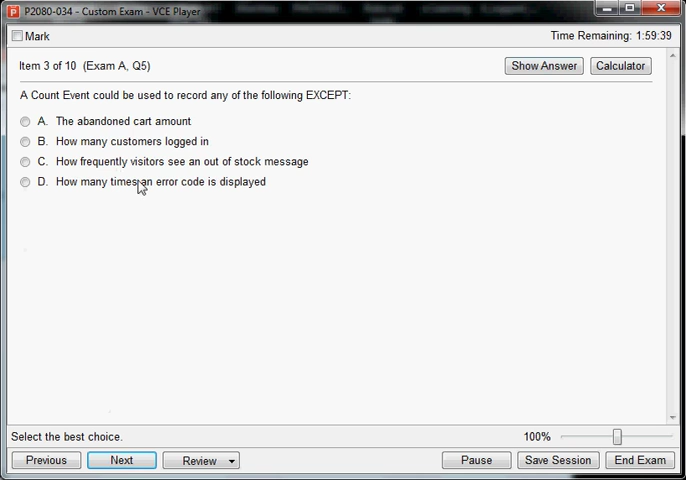 P2080-034 - Custom Exam - VCE Player
Mark
Time Remaining: 1:59:39
Item 3 of 10 (Exam A, Q5)
Show Answer
Calculator
A Count Event could be used to record any of the following EXCEPT:
A. The abandoned cart amount
B. How many customers logged in
C. How frequently visitors see an out of stock message
D. How many times an error code is displayed
Select the best choice.
100%
Previous
Next
Review
Pause
Save Session
End Exam